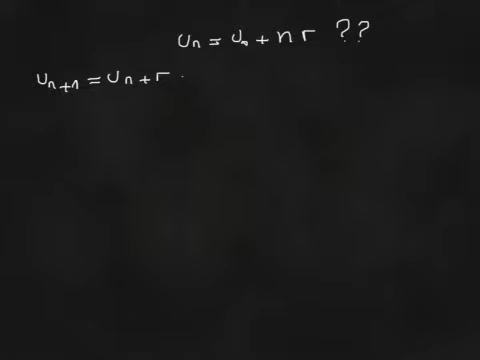 Un = U0 + n r ??
Un+1 = Un + r